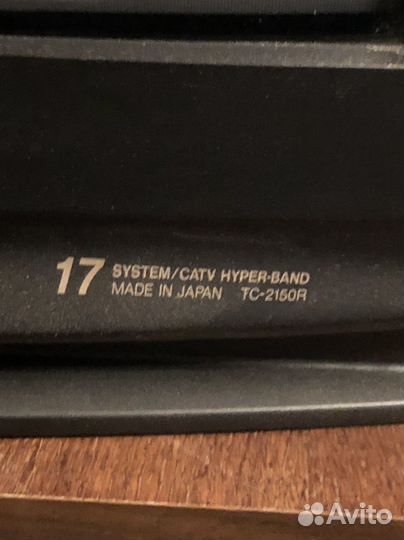 17 SYSTEM/CATV HYPER-BAND
MADE IN JAPAN TC-2150R
Avito